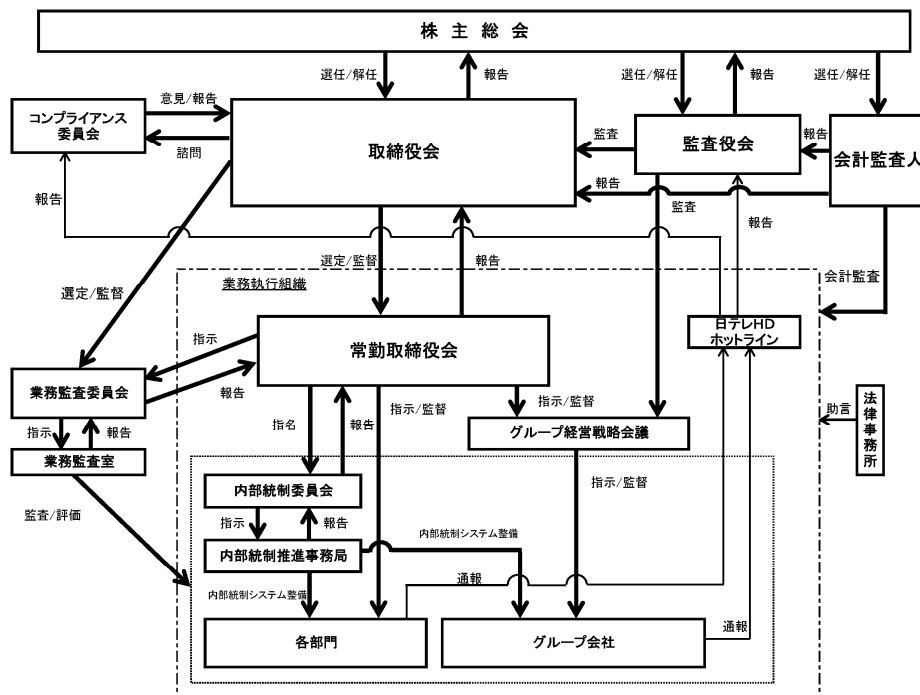 株 主 総 会
選任/解任
報告
選任/解任
報告
選任/解任
コンプライアンス
委員会
意見/報告
諮問
取締役会
監査
監査役会
報告
会計監査人
報告
監査
報告
報告
選定/監督
選定/監督
報告
会計監査
業務執行組織
日テレHD
ホットライン
常勤取締役会
指示
報告
業務監査委員会
指示
報告
業務監査室
監査/評価
指名
報告
指示/監督
指示/監督
グループ経営戦略会議
助言
法律事務所
指示/監督
内部統制委員会
指示
報告
内部統制推進事務局
内部統制システム整備
内部統制システム整備
通報
通報
各部門
グループ会社